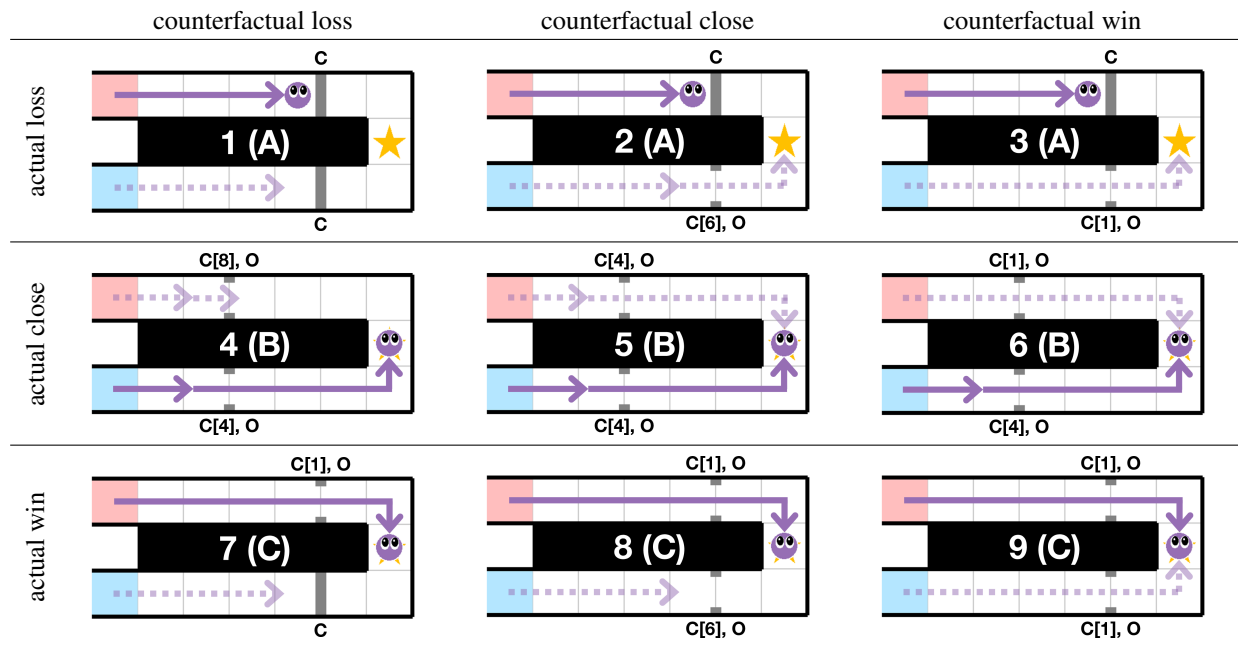 counterfactual loss counterfactual close counterfactual win
actual loss
C C C
1 (A) 2 (A) 3 (A)
C C[6], O C[1], O
actual close
C[8], O C[4], O C[1], O
4 (B) 5 (B) 6 (B)
C[4], O C[4], O C[4], O
actual win
C[1], O C[1], O C[1], O
7 (C) 8 (C) 9 (C)
C C[6], O C[1], O